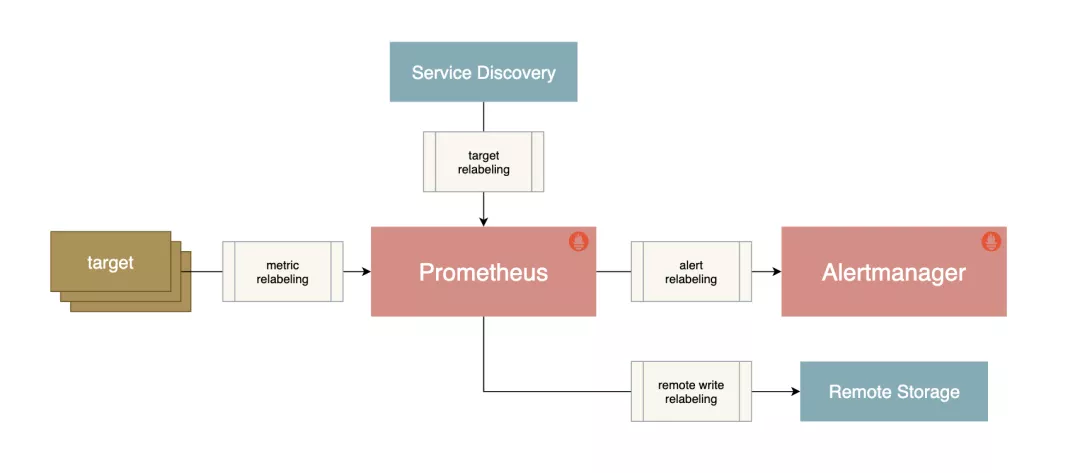 Service Discovery
target
relabeling
target
metric
relabeling
Prometheus
alert
relabeling
Alertmanager
remote write
relabeling
Remote Storage